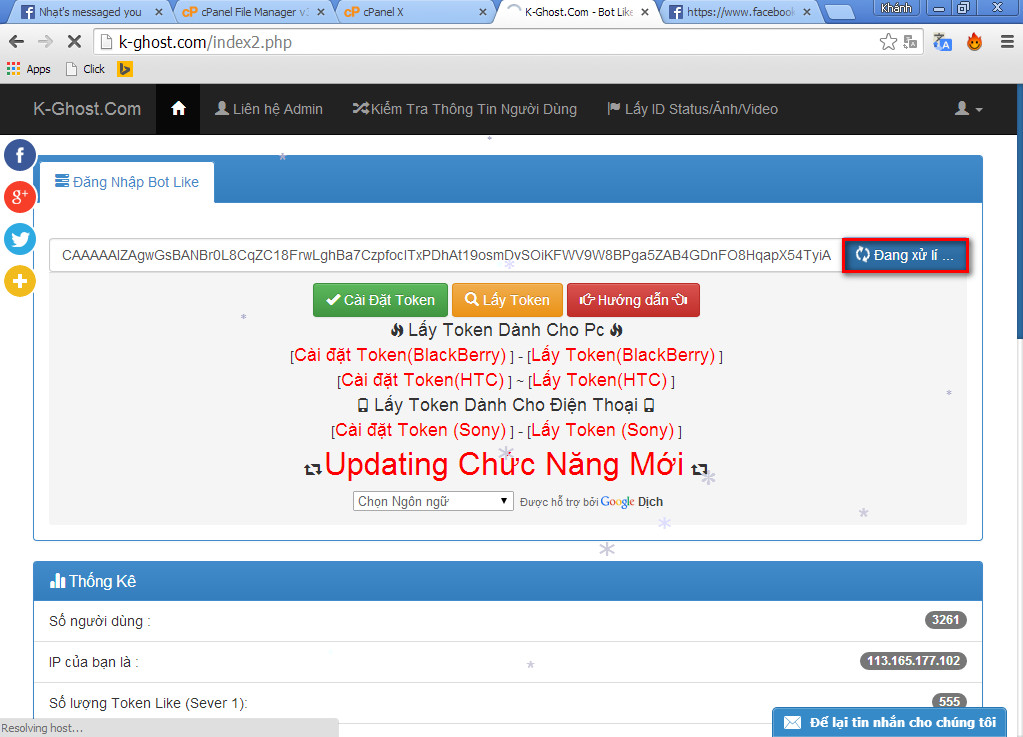 Nhat's messaged you
cPanel File Manager v
cPanel X
K-Ghost.Com - Bot Like
https://www.facebook
Khánh
k-ghost.com/index2.php
Apps
Click
K-Ghost.Com
Liên hệ Admin
Kiểm Tra Thông Tin Người Dùng
Lấy ID Status/Ảnh/Video
Đăng Nhập Bot Like
CAAAAAIZAgwGsBANBr0L8CqZC18FrwLghBa7CzpfocITxPDhAt19osmDvSOiKFWV9W8BPga5ZAB4GDnFO8HqapX54TyiA
Đang xử lí ...
Cài Đặt Token
Lấy Token
Hướng dẫn
Lấy Token Dành Cho Pc
[Cài đặt Token(BlackBerry) ] - [Lấy Token(BlackBerry) ]
[Cài đặt Token(HTC) ] ~ [Lấy Token(HTC) ]
Lấy Token Dành Cho Điện Thoại
[Cài đặt Token (Sony) ] - [Lấy Token (Sony) ]
Updating Chức Năng Mới
Chọn Ngôn ngữ
Được hỗ trợ bởi Google Dịch
Thống Kê
Số người dùng : 3261
IP của bạn là : 113.165.177.102
Số lượng Token Like (Sever 1): 555
Để lại tin nhắn cho chúng tôi
Resolving host...